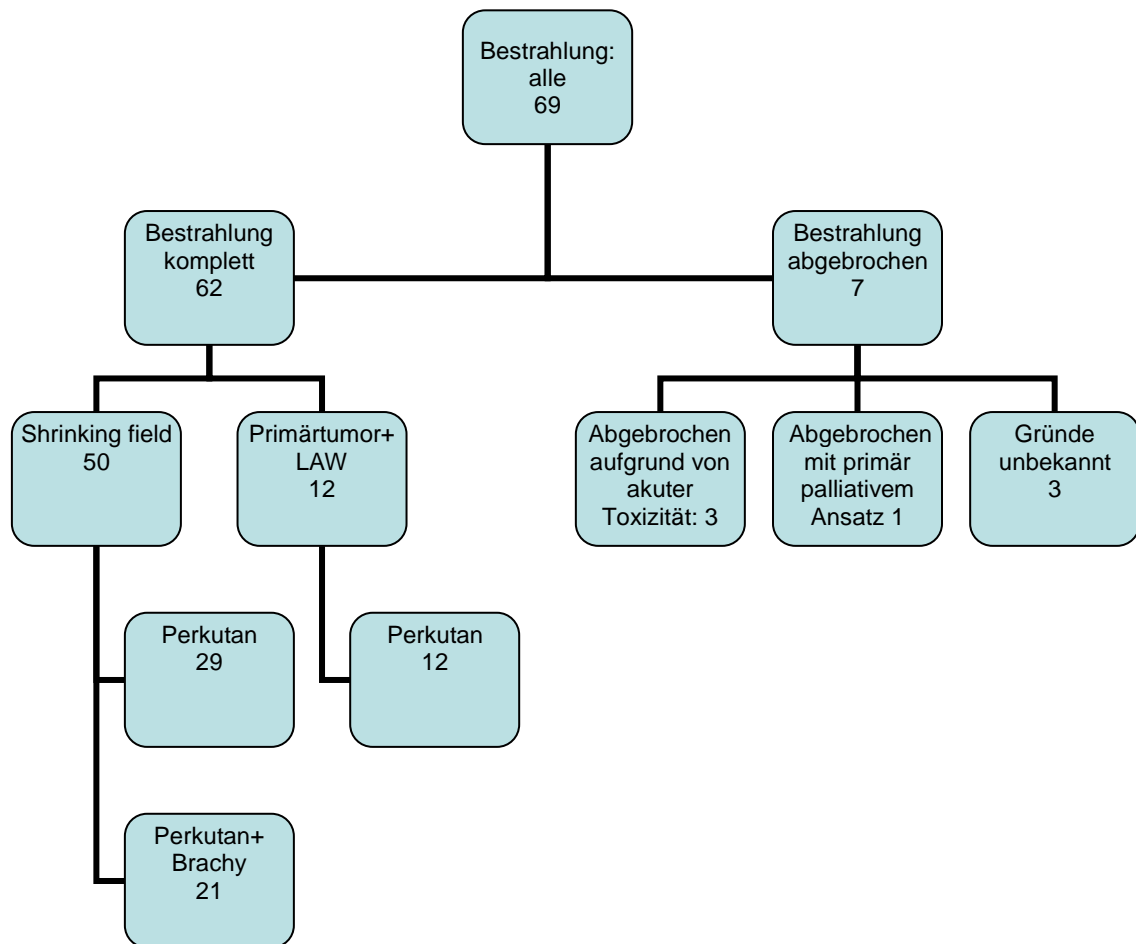 Bestrahlung:
alle
69
Bestrahlung
komplett
62
Bestrahlung
abgebrochen
7
Shrinking field
50
Primärtumor+
LAW
12
Abgebrochen
aufgrund von
akuter
Toxizität: 3
Abgebrochen
mit primär
palliativem
Ansatz 1
Gründe
unbekannt
3
Perkutan
29
Perkutan
12
Perkutan+
Brachy
21